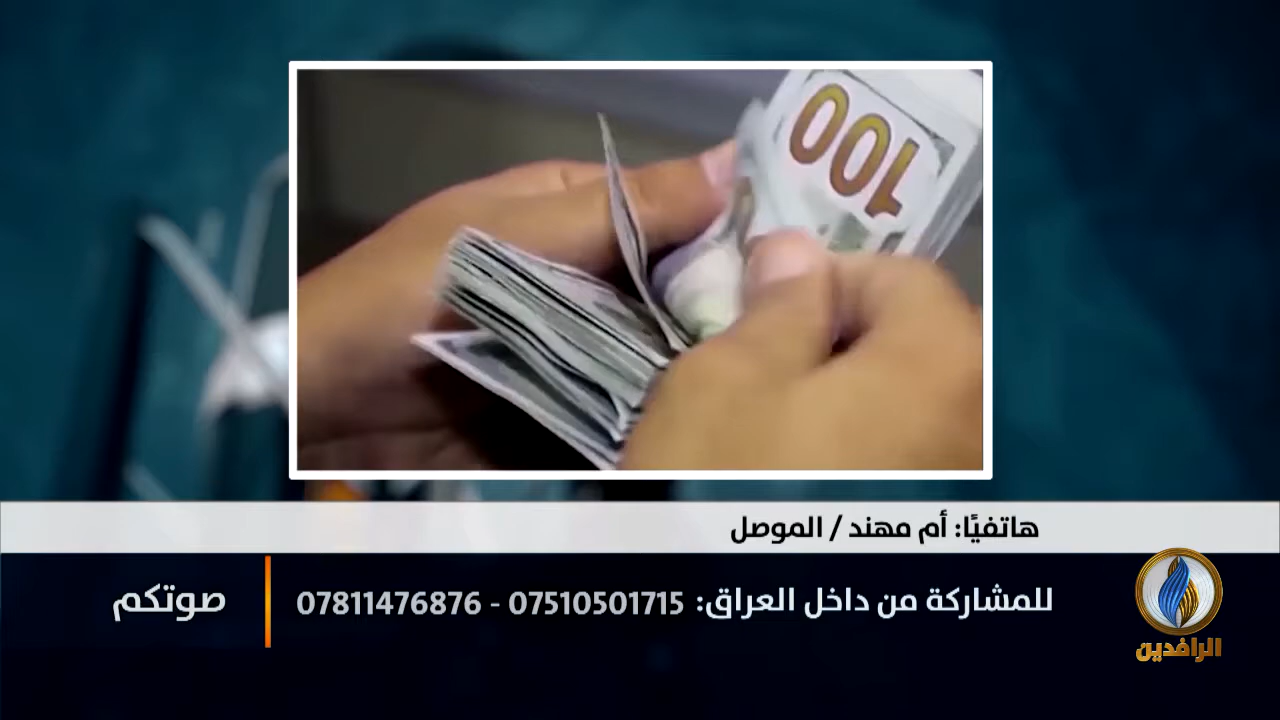 100
هاتفيًا: أم مهند / الموصل
للمشاركة من داخل العراق: 07510501715 - 07811476876
صوتكم
الرافدين